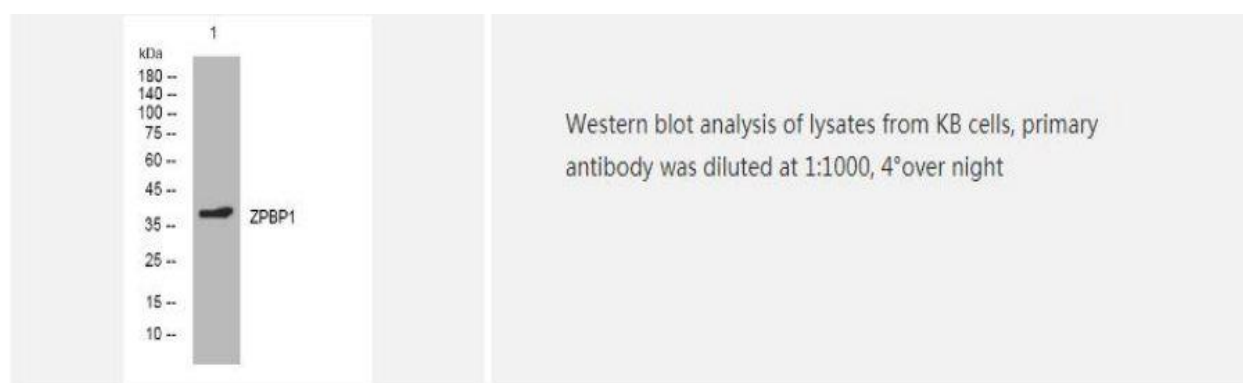 1
kDa
180 --
140 --
100 --
75 --
60 --
45 --
ZPBP1
35 --
25 --
15 --
10 --
Western blot analysis of lysates from KB cells, primary
antibody was diluted at 1:1000, 4°over night